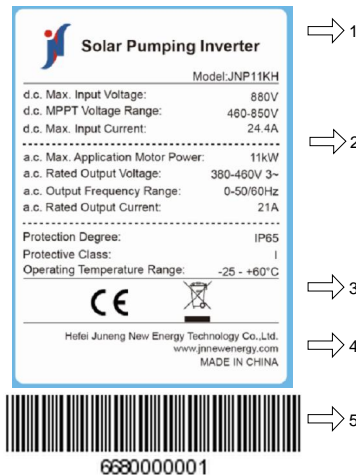 Solar Pumping Inverter
1
Model:JNP11KH
d.c. Max. Input Voltage: 880V
d.c. MPPT Voltage Range: 460-850V
d.c. Max. Input Current: 24.4A
2
a.c. Max. Application Motor Power: 11kW
a.c. Rated Output Voltage: 380-460V 3~
a.c. Output Frequency Range: 0-50/60Hz
a.c. Rated Output Current: 21A
Protection Degree: IP65
Protective Class: I
Operating Temperature Range: -25 - +60°C
CE
3
Hefei Juneng New Energy Technology Co.,Ltd.
4
www.jnnewenergy.com
MADE IN CHINA
5
6680000001